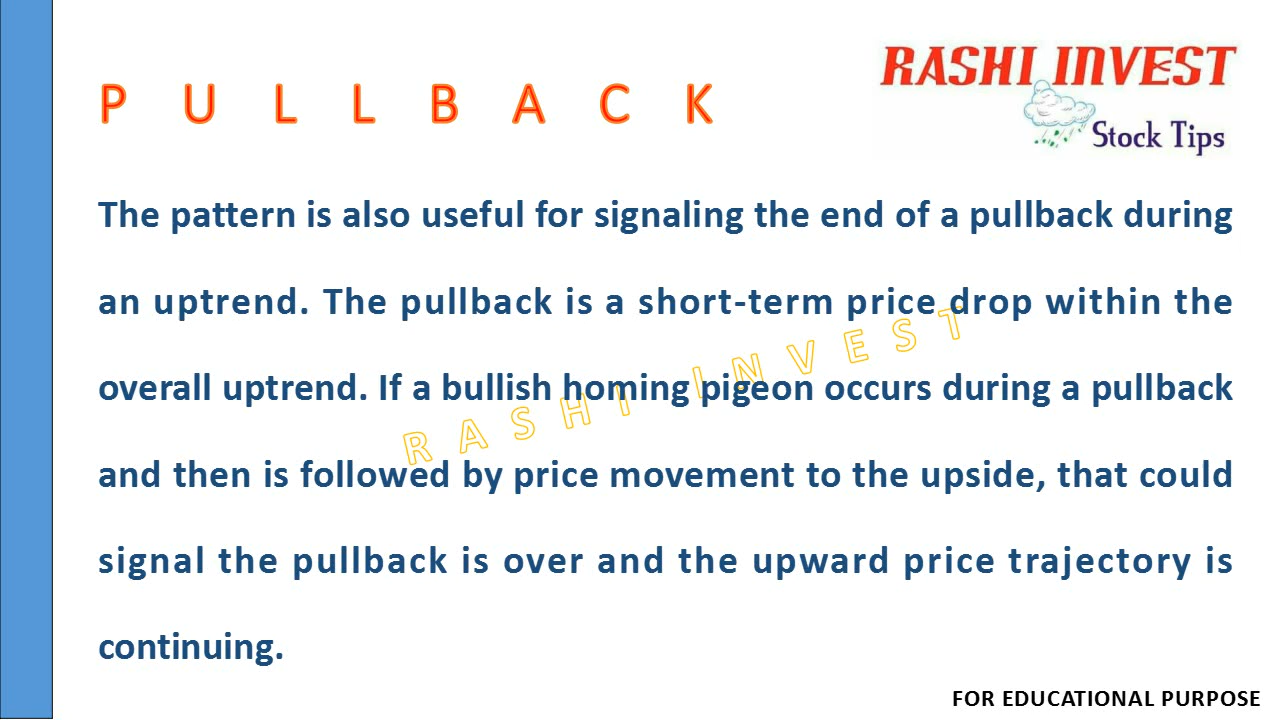 PULLBACK
RASHI INVEST
Stock Tips
The pattern is also useful for signaling the end of a pullback during
an uptrend. The pullback is a short-term price drop within the
overall uptrend. If a bullish homing pigeon occurs during a pullback
and then is followed by price movement to the upside, that could
signal the pullback is over and the upward price trajectory is
continuing.
RASHI INVEST
FOR EDUCATIONAL PURPOSE